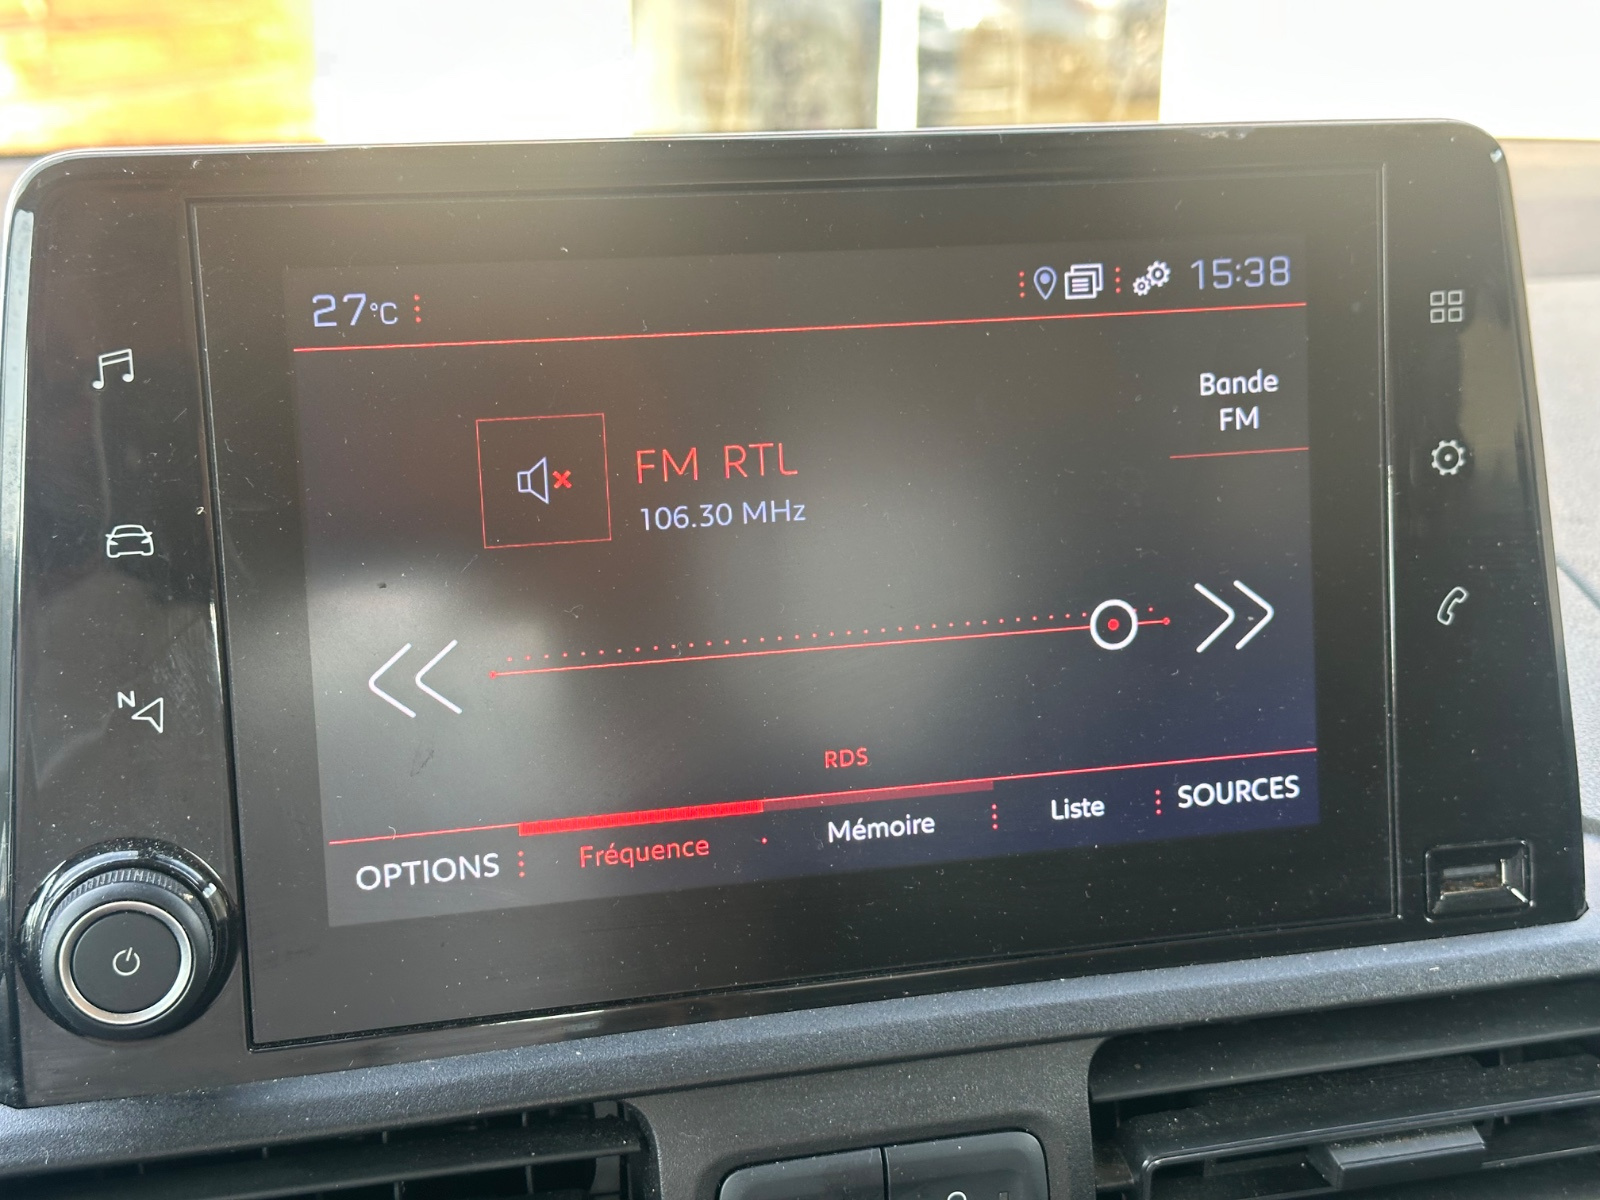 27°C
15:38
Bande
FM
FM RTL
106.30 MHz
N
RDS
OPTIONS
Fréquence
Mémoire
Liste
SOURCES